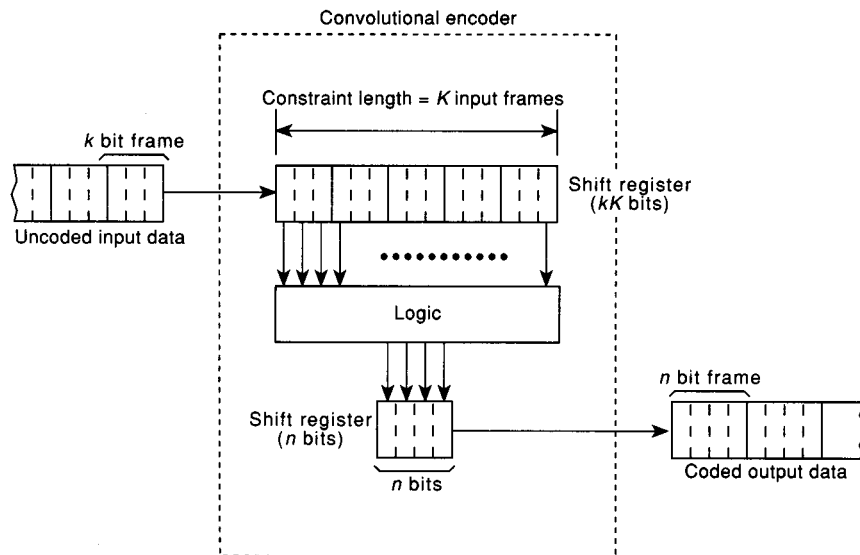 Convolutional encoder
Constraint length = K input frames
k bit frame
Shift register
(kK bits)
Uncoded input data
Logic
n bit frame
Shift register
(n bits)
n bits
Coded output data